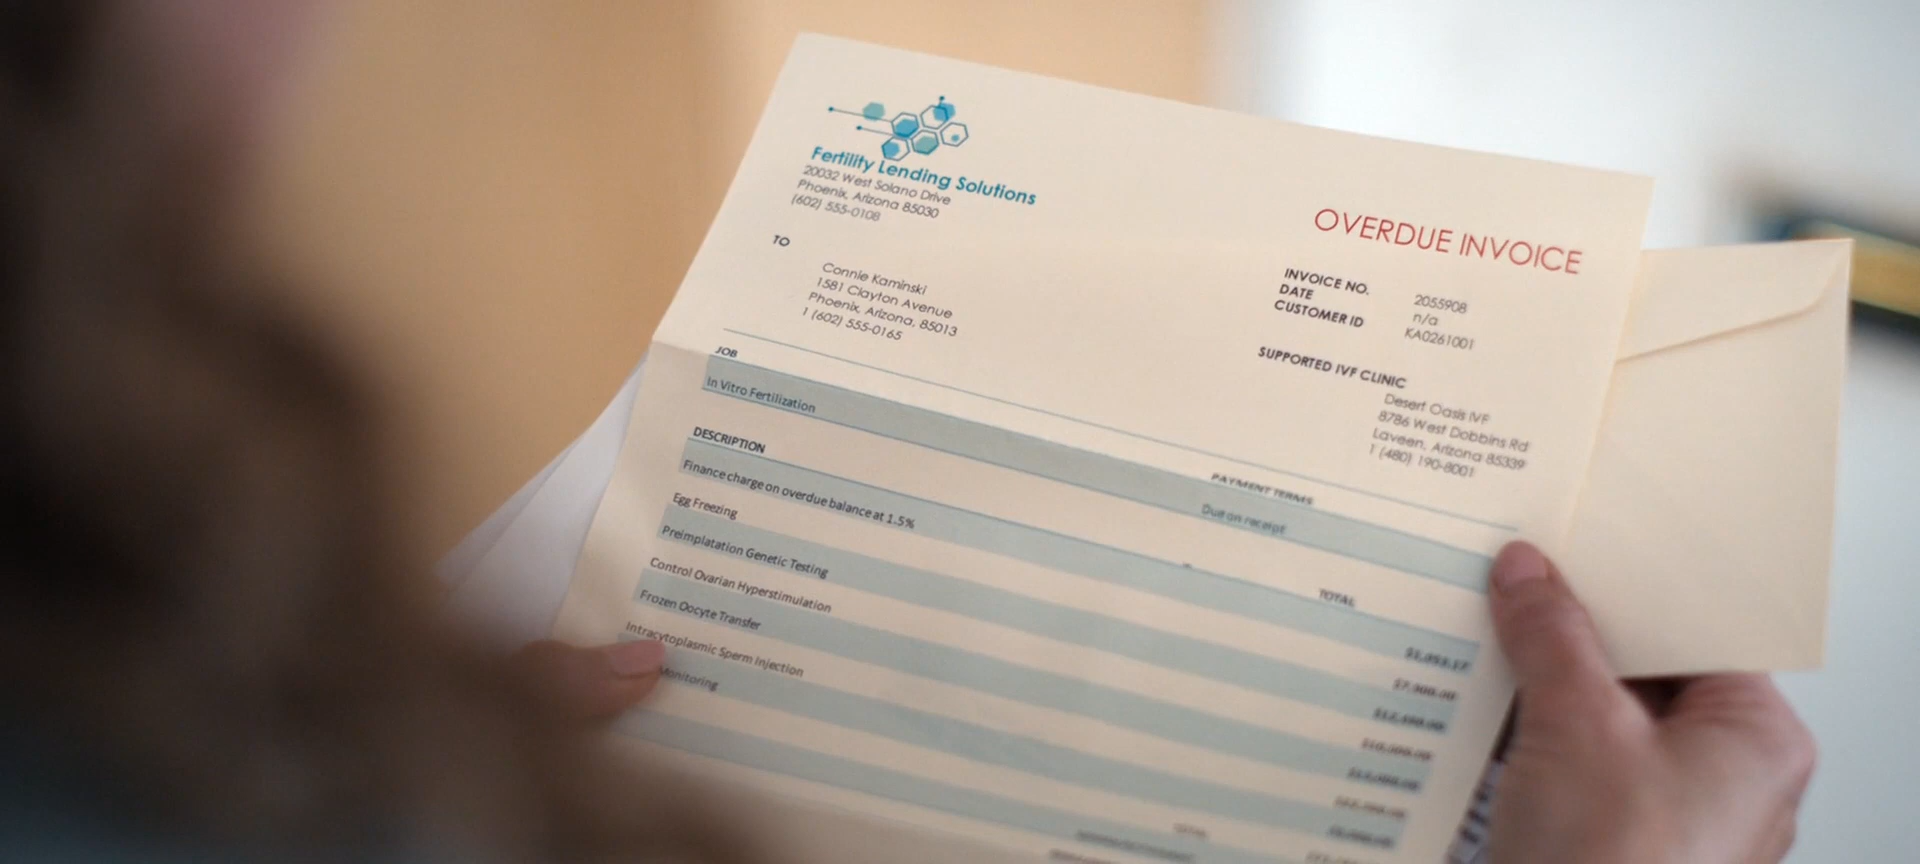 Fertility Lending Solutions
20032 West Solano Drive
Phoenix, Arizona 85030
(602) 555-0108
OVERDUE INVOICE
TO
Connie Kaminski
1581 Clayton Avenue
Phoenix, Arizona, 85013
1 (602) 555-0165
INVOICE NO. 2055908
DATE n/a
CUSTOMER ID KA0261001
SUPPORTED IVF CLINIC
Desert Oasis IVF
8786 West Dobbins Rd
Laveen, Arizona 85339
1 (480) 190-8001
JOB PAYMENT TERMS
In Vitro Fertilization Due on receipt
DESCRIPTION TOTAL
Finance charge on overdue balance at 1.5%
Egg Freezing
Preimplatation Genetic Testing
Control Ovarian Hyperstimulation
Frozen Oocyte Transfer
Intracytoplasmic Sperm Injection
Monitoring